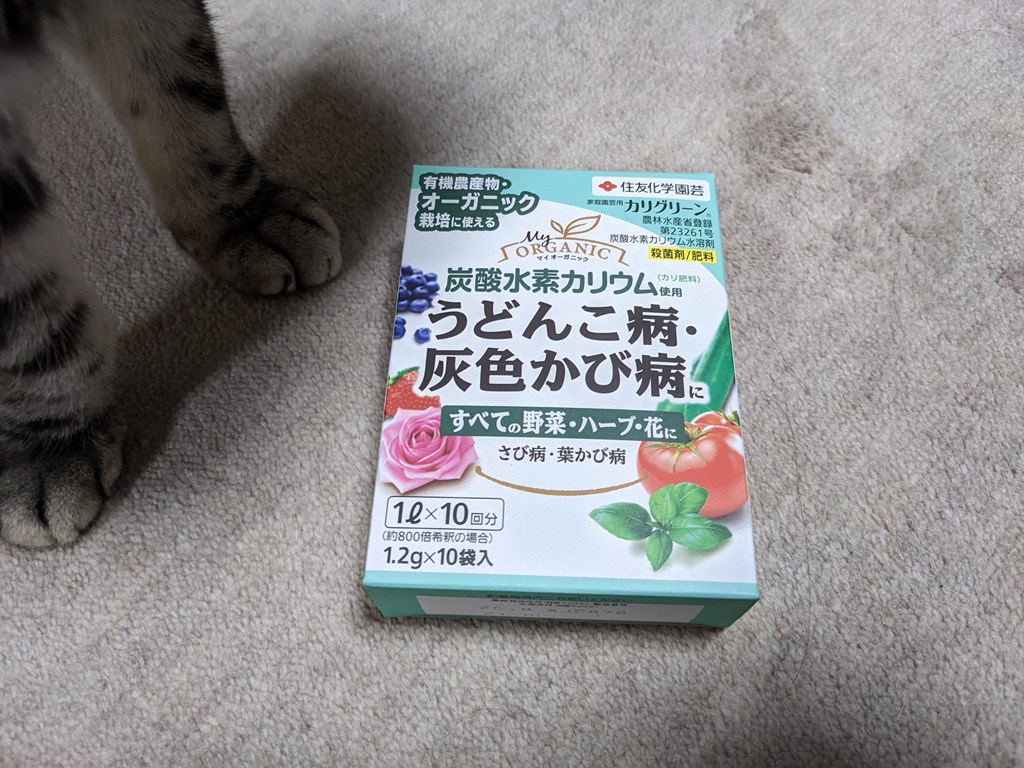 有機農産物・
オーガニック
栽培に使える
住友化学園芸
家庭園芸用 カリグリーン®
農林水産省登録
第23261号
炭酸水素カリウム水溶剤
殺菌剤/肥料
My
ORGANIC
マイ オーガニック
炭酸水素カリウム使用
(カリ肥料)
うどんこ病・
灰色かび病に
すべての野菜・ハーブ・花に
さび病・葉かび病
1ℓ×10回分
(約800倍希釈の場合)
1.2g×10袋入